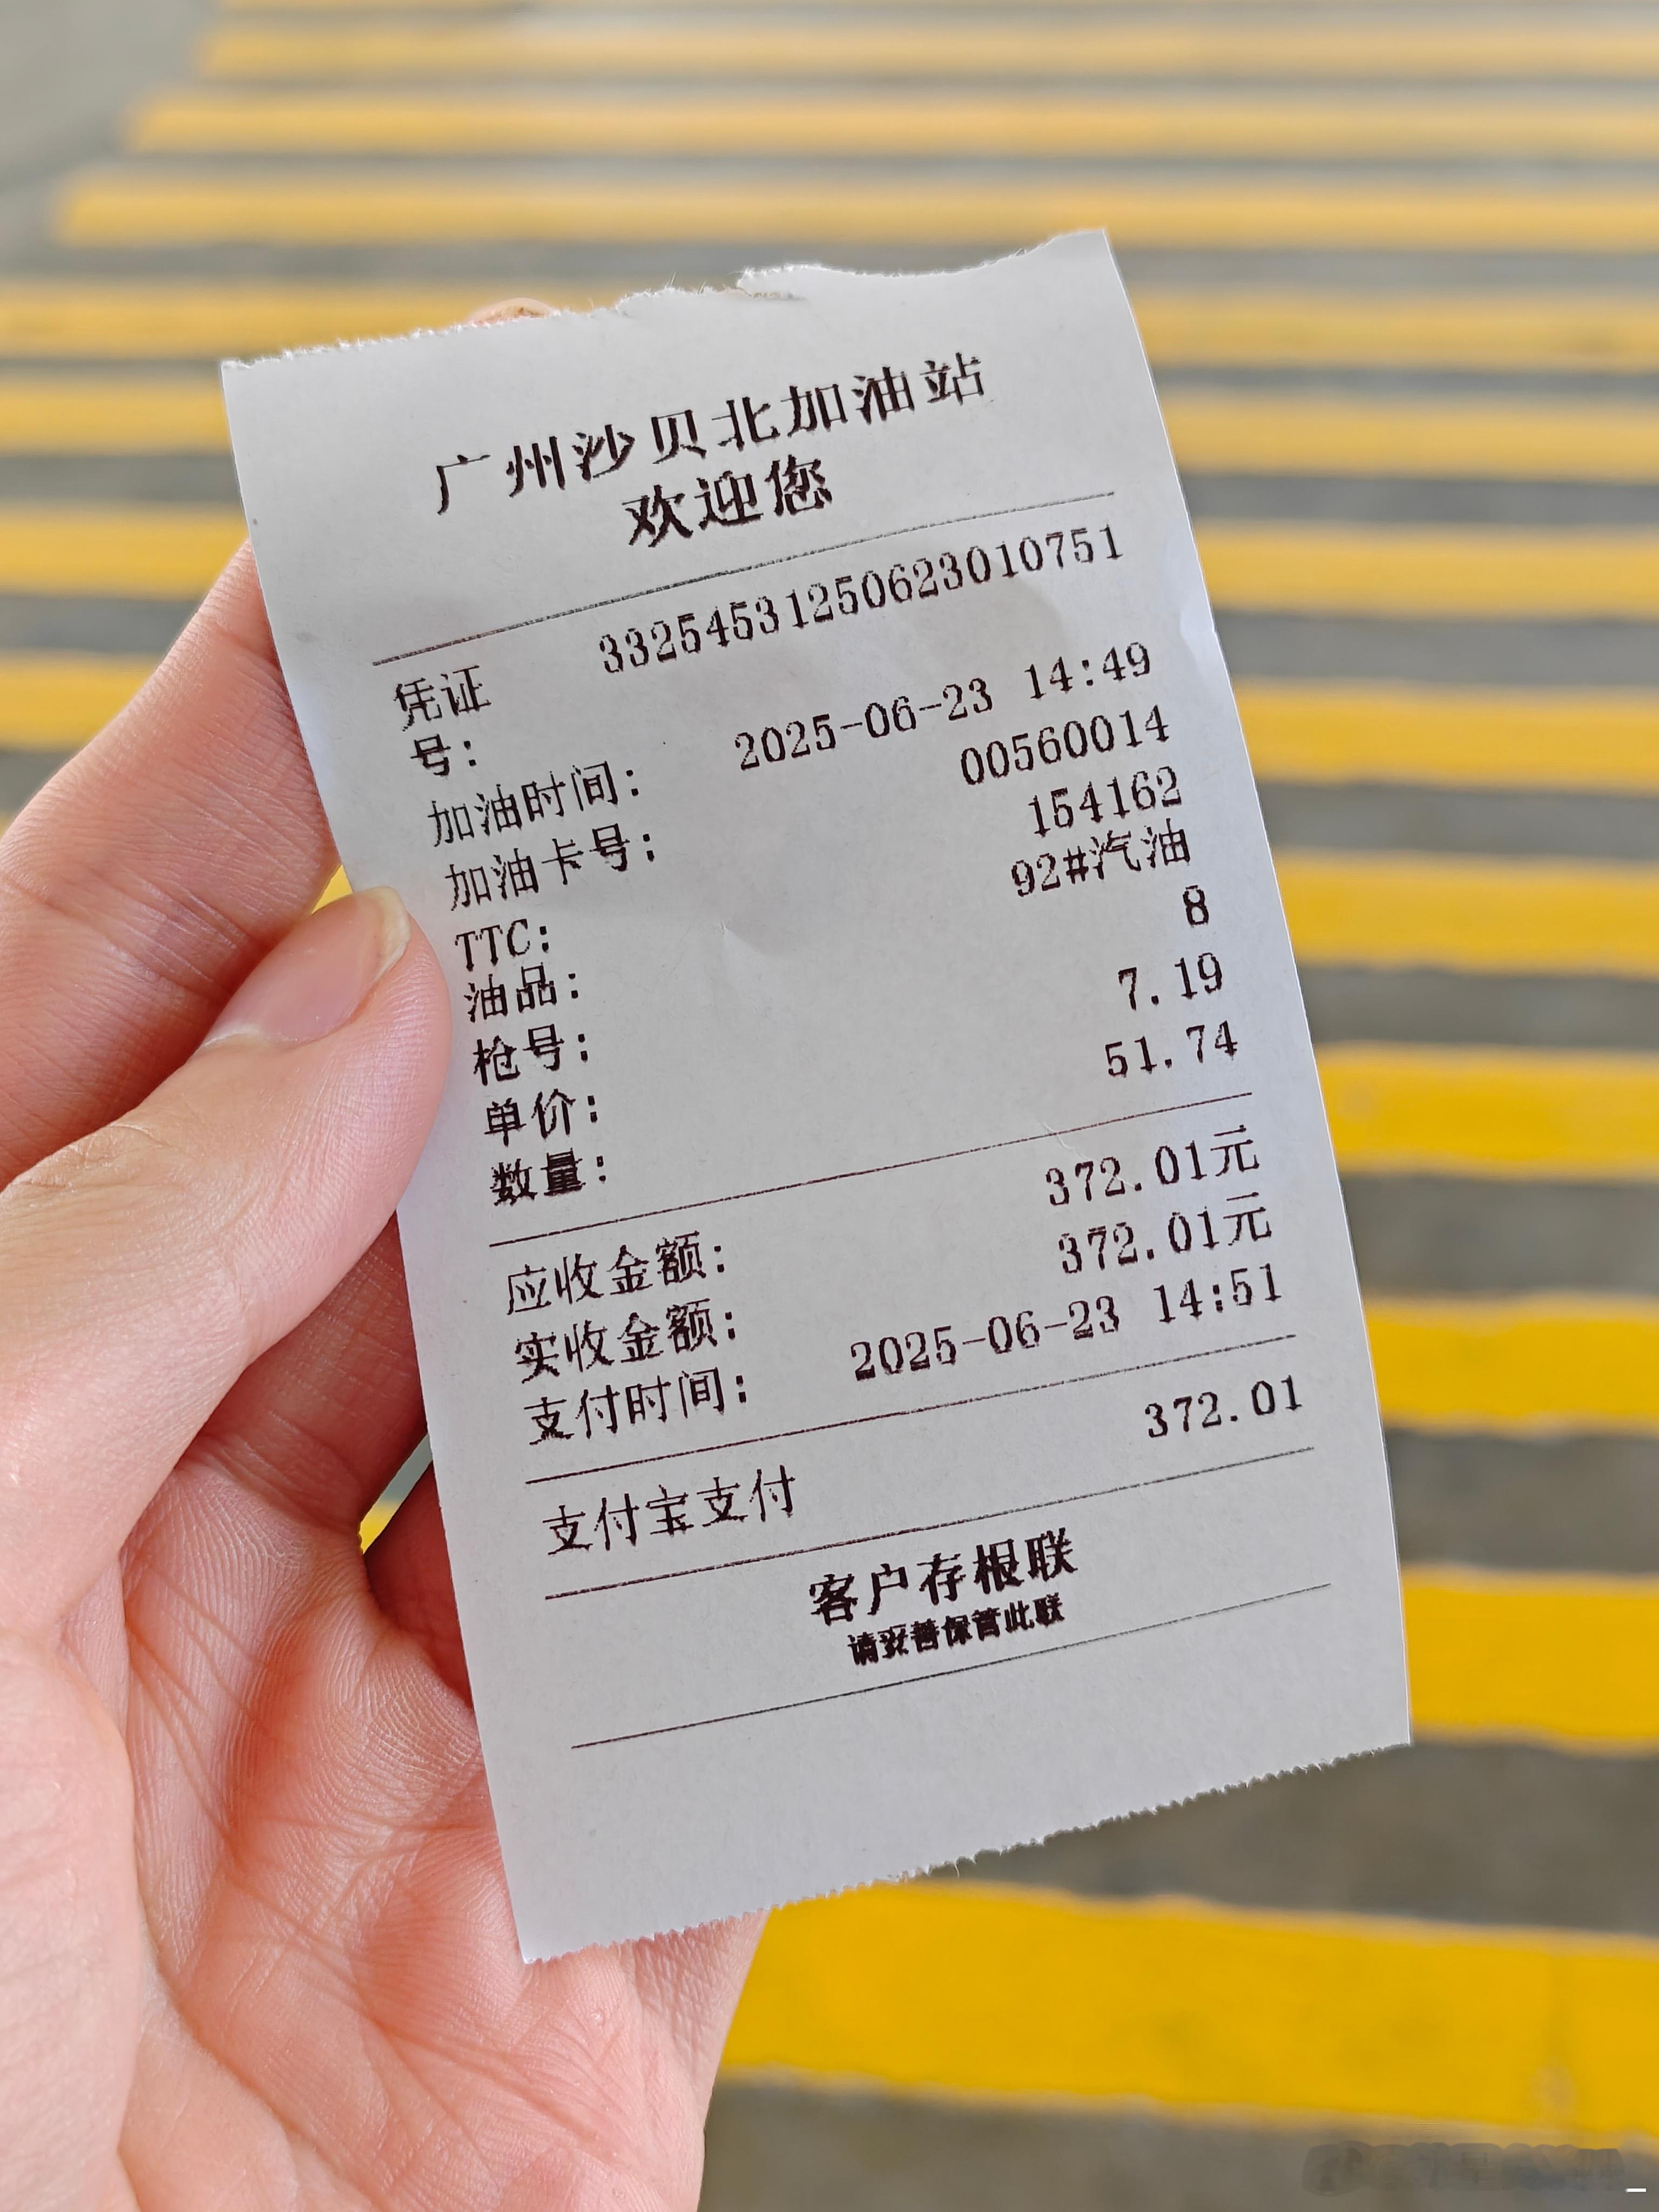 广州沙贝北加油站
欢迎您
凭证号: 33254531250623010751
加油时间: 2025-06-23 14:49
加油卡号: 00560014
TTC: 154162
油品: 92#汽油
枪号: 8
单价: 7.19
数量: 51.74
应收金额: 372.01元
实收金额: 372.01元
支付时间: 2025-06-23 14:51
支付宝支付 372.01
客户存根联
请妥善保管此联